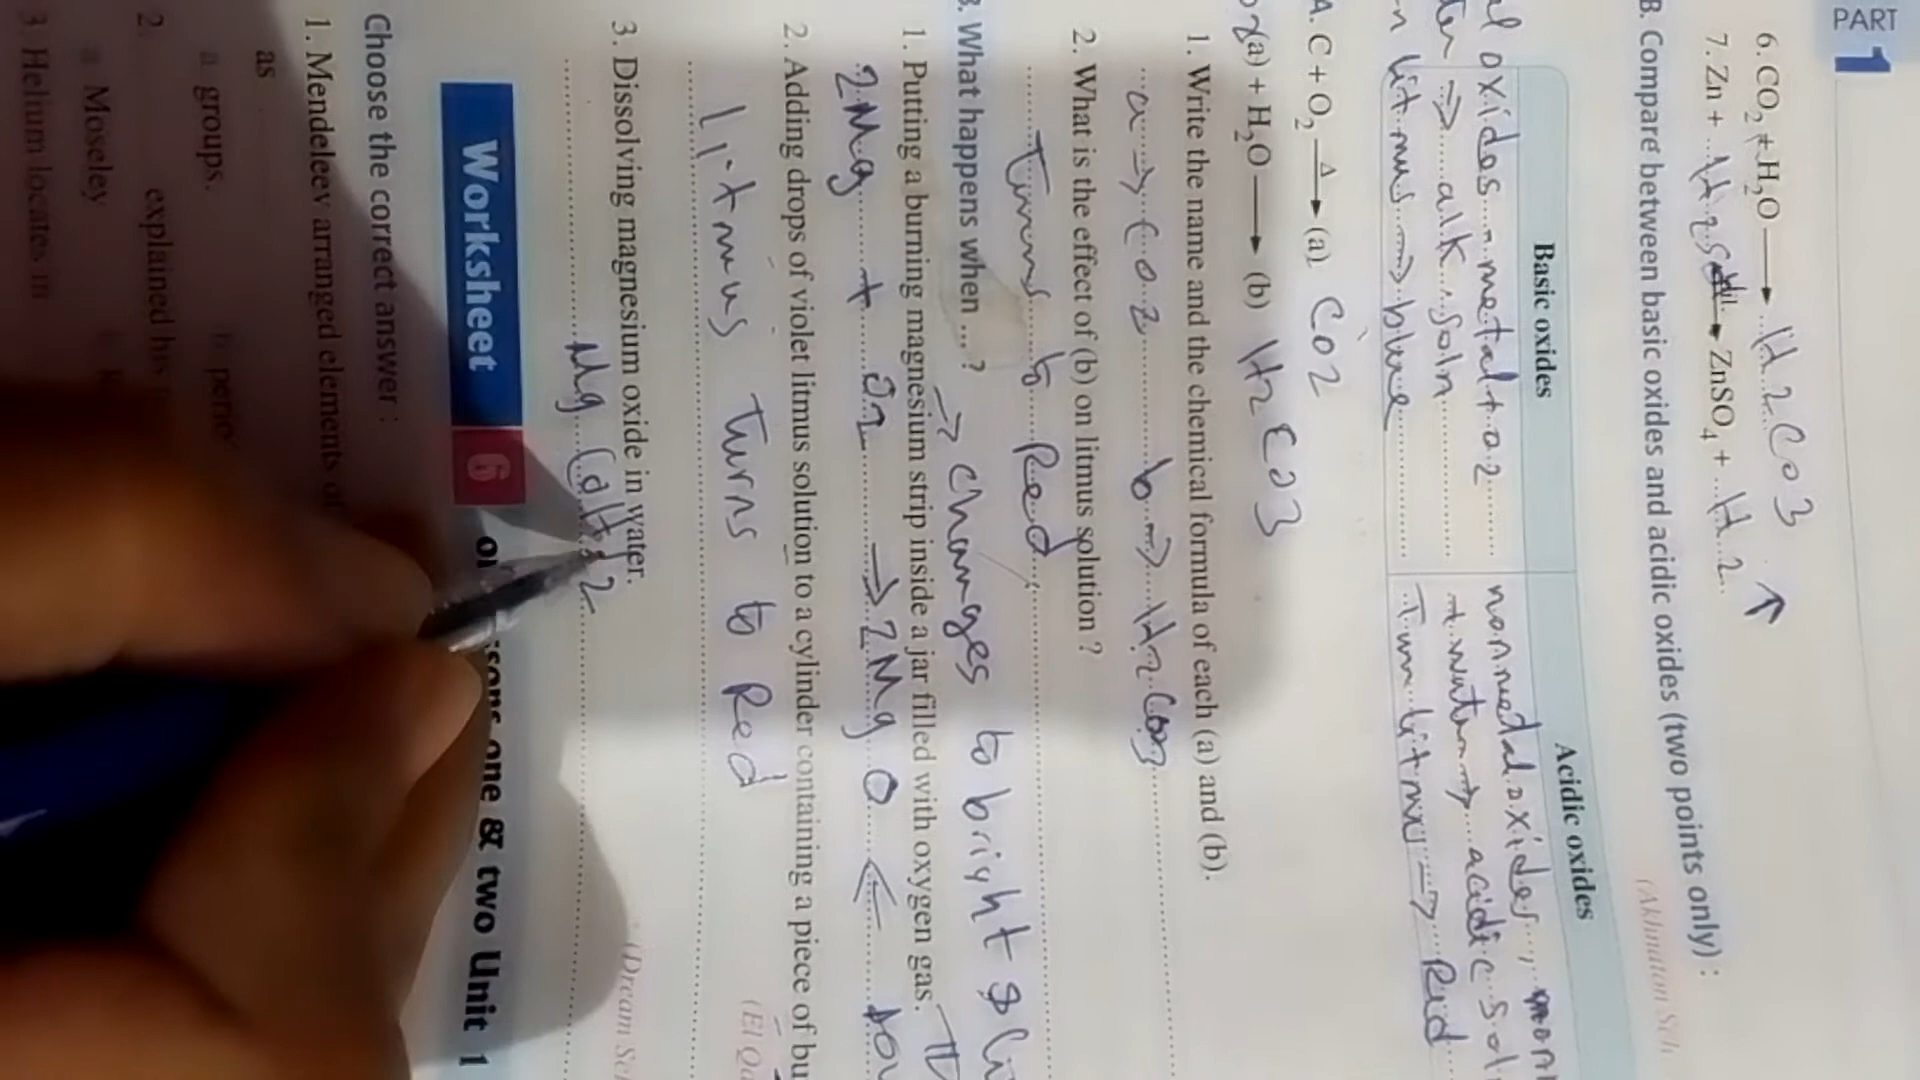 PART 1
6. CO₂ + H₂O ⟶ H2Co3
7. Zn + H2So4 ⟶ ZnSO₄ + H2 ↑
B. Compare between basic oxides and acidic oxides (two points only) :
Basic oxides Acidic oxides
al oxides metal + o2
nonmetal oxides
⇒ alk. soln
+ water → acidic sol
n litmus ⇒ blue
Turn litmus → Red
A. C + O₂ —Δ→ (a) Co2
(a) + H₂O ⟶ (b) H2Co3
1. Write the name and the chemical formula of each (a) and (b).
a → Co2 b → H2Co3
2. What is the effect of (b) on litmus solution ?
Turns to Red
B. What happens when ... ?
→ changes to bright
1. Putting a burning magnesium strip inside a jar filled with oxygen gas.
2Mg + O2 → 2MgO ←
2. Adding drops of violet litmus solution to a cylinder containing a piece of bu
litmus Turns to Red
3. Dissolving magnesium oxide in water.
(Dream Sc
Mg(oH)2
Worksheet 6 one & two Unit 1
Choose the correct answer :
1. Mendeleev arranged elements
as
a groups.
2. explained
a Moseley
3. Helium locates in